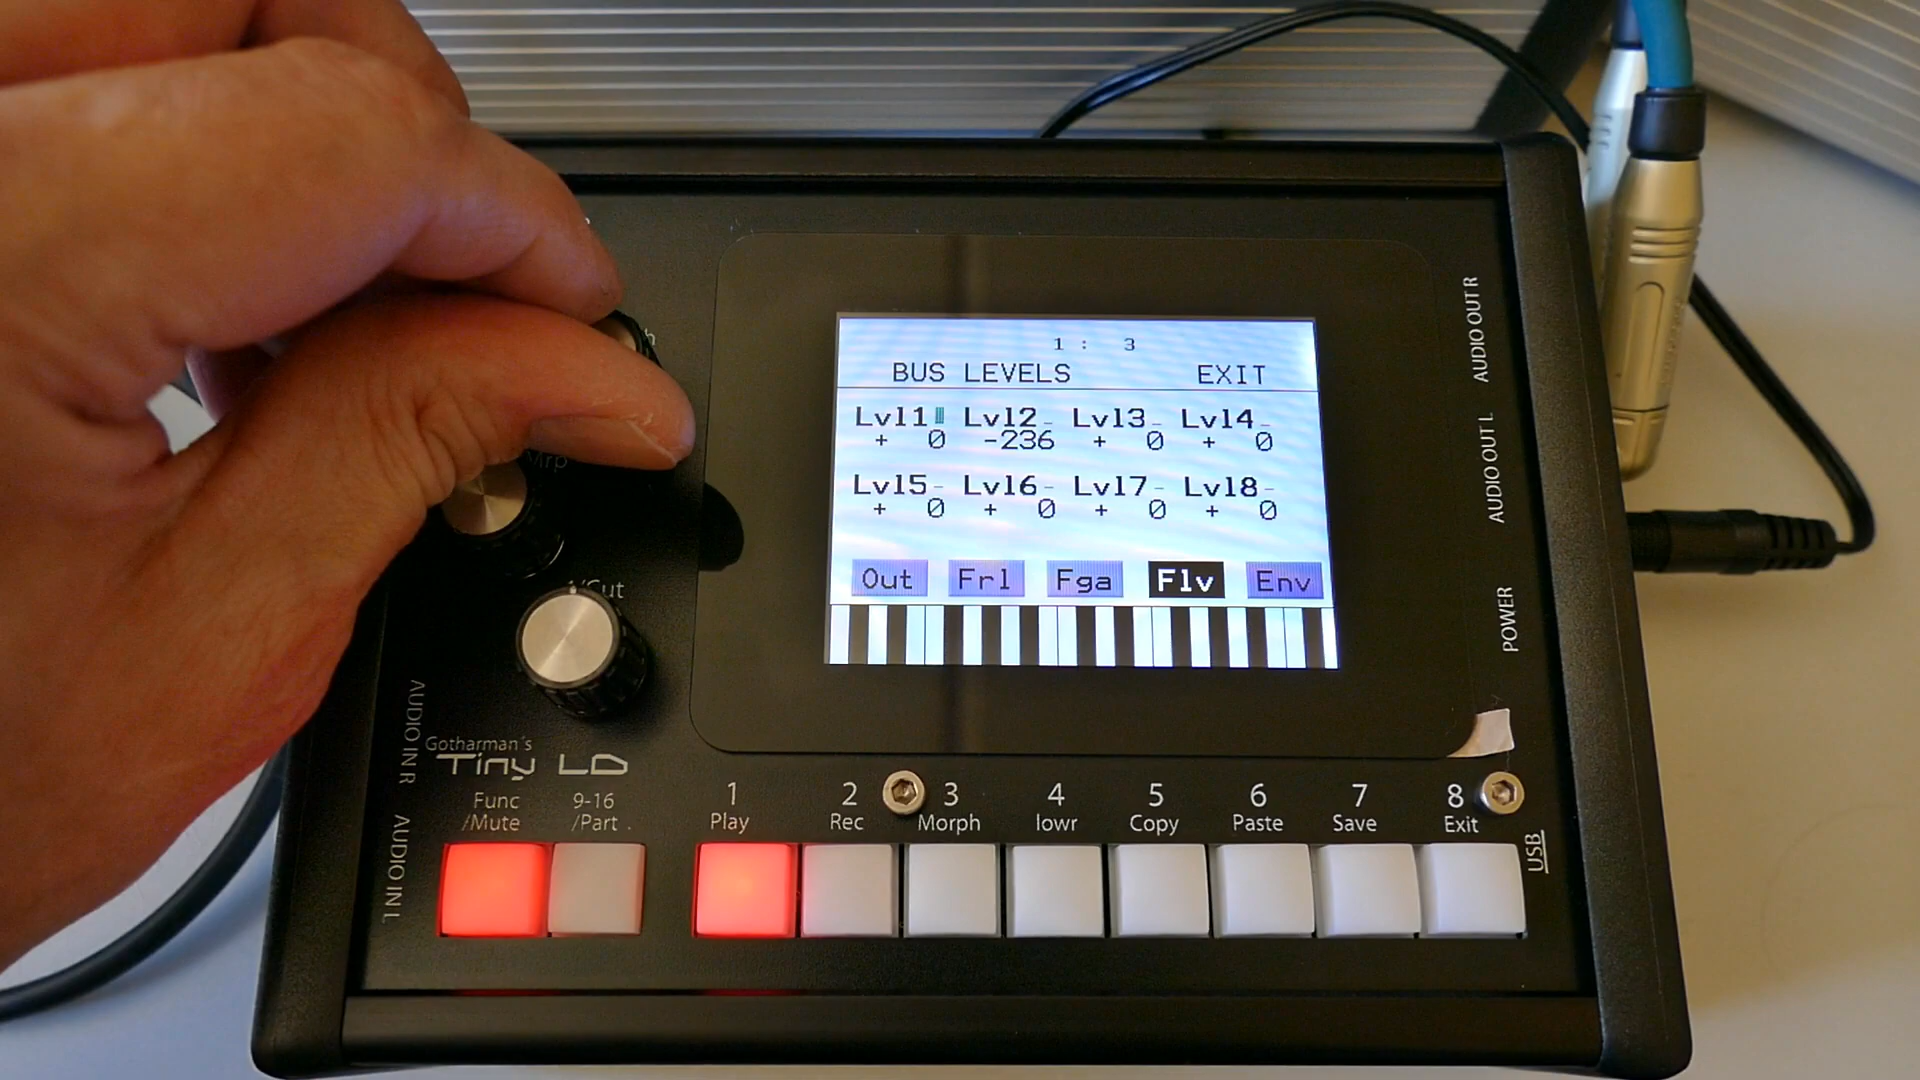 1 : 3
BUS LEVELS EXIT
Lvl1 Lvl2 Lvl3 Lvl4
+ 0 -236 + 0 + 0
Lvl5 Lvl6 Lvl7 Lvl8
+ 0 + 0 + 0 + 0
Out Frl Fga Flv Env
Mrp
/Cut
AUDIO OUT R
AUDIO OUT L
POWER
USB
AUDIO IN R
AUDIO IN L
Gotharman's
Tiny LD
Func 9-16 1 2 3 4 5 6 7 8
/Mute /Part Play Rec Morph lowr Copy Paste Save Exit